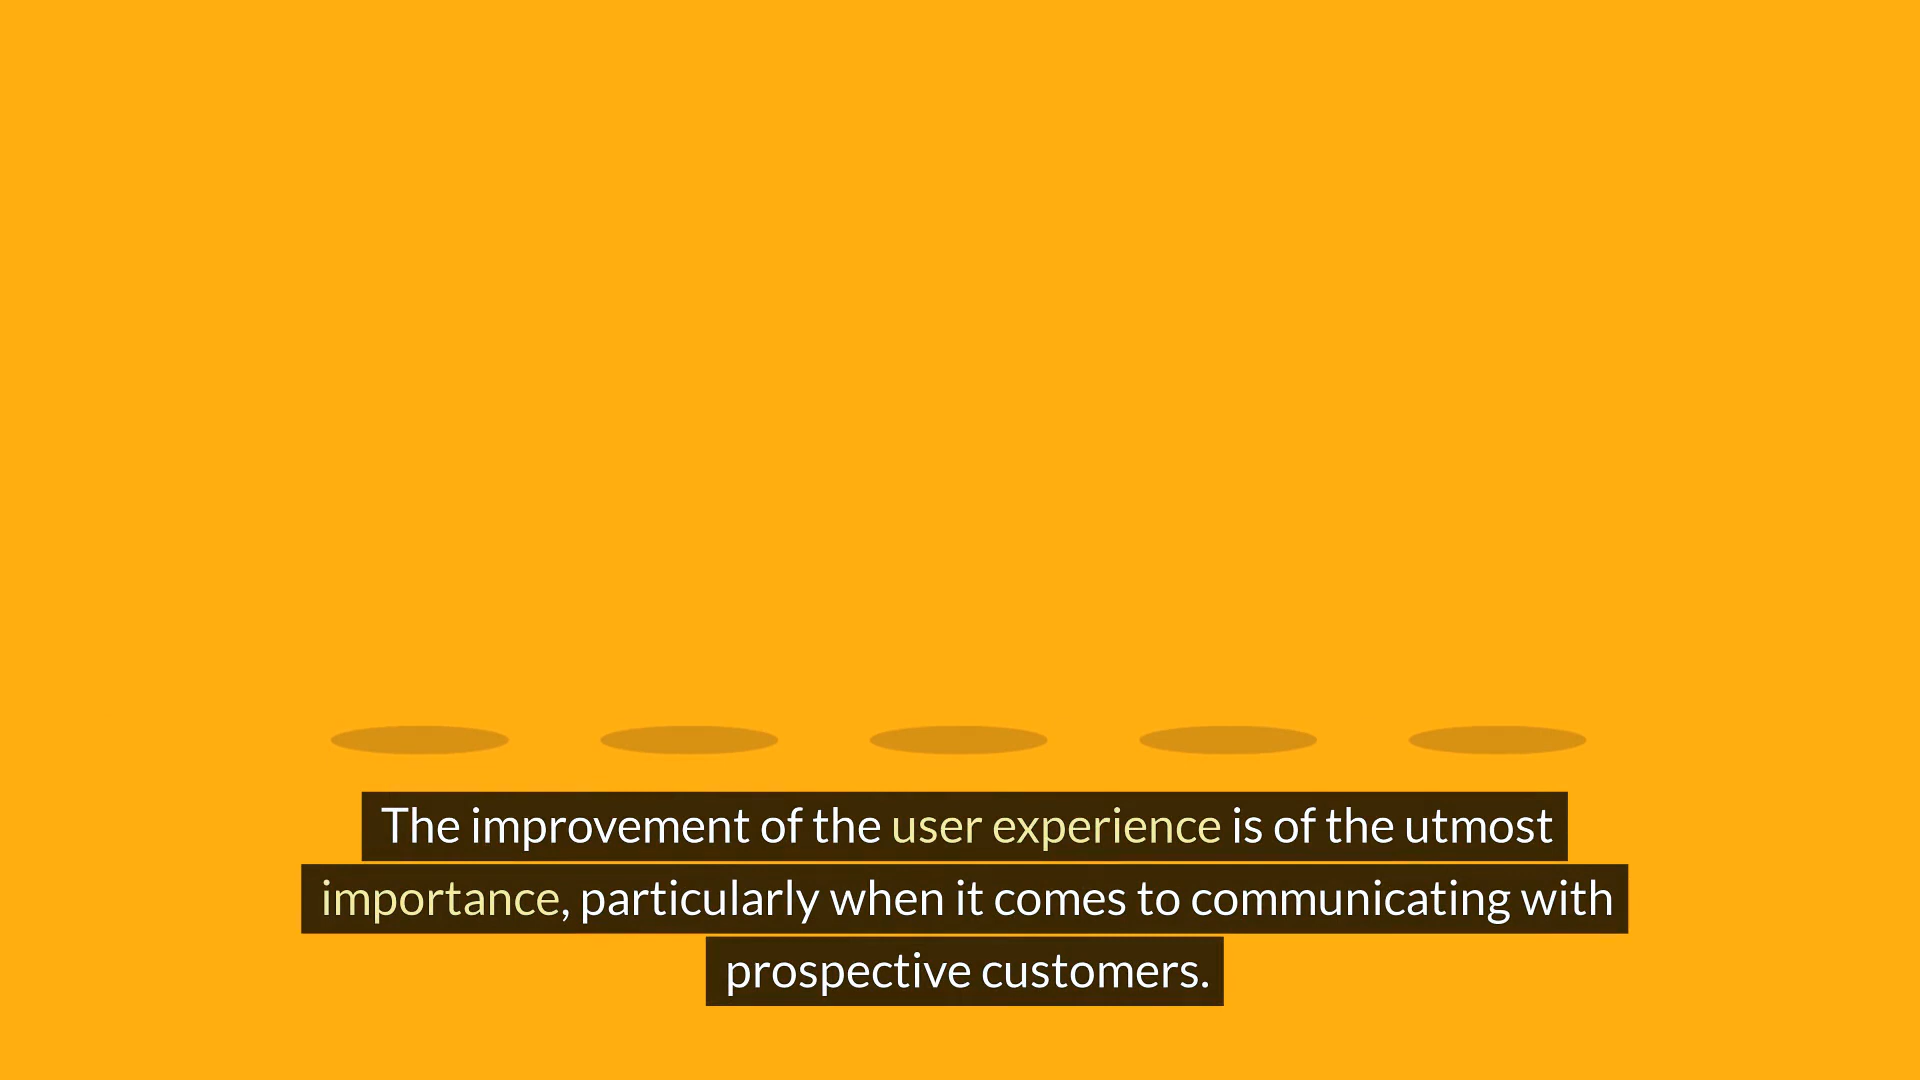 The improvement of the user experience is of the utmost
importance, particularly when it comes to communicating with
prospective customers.